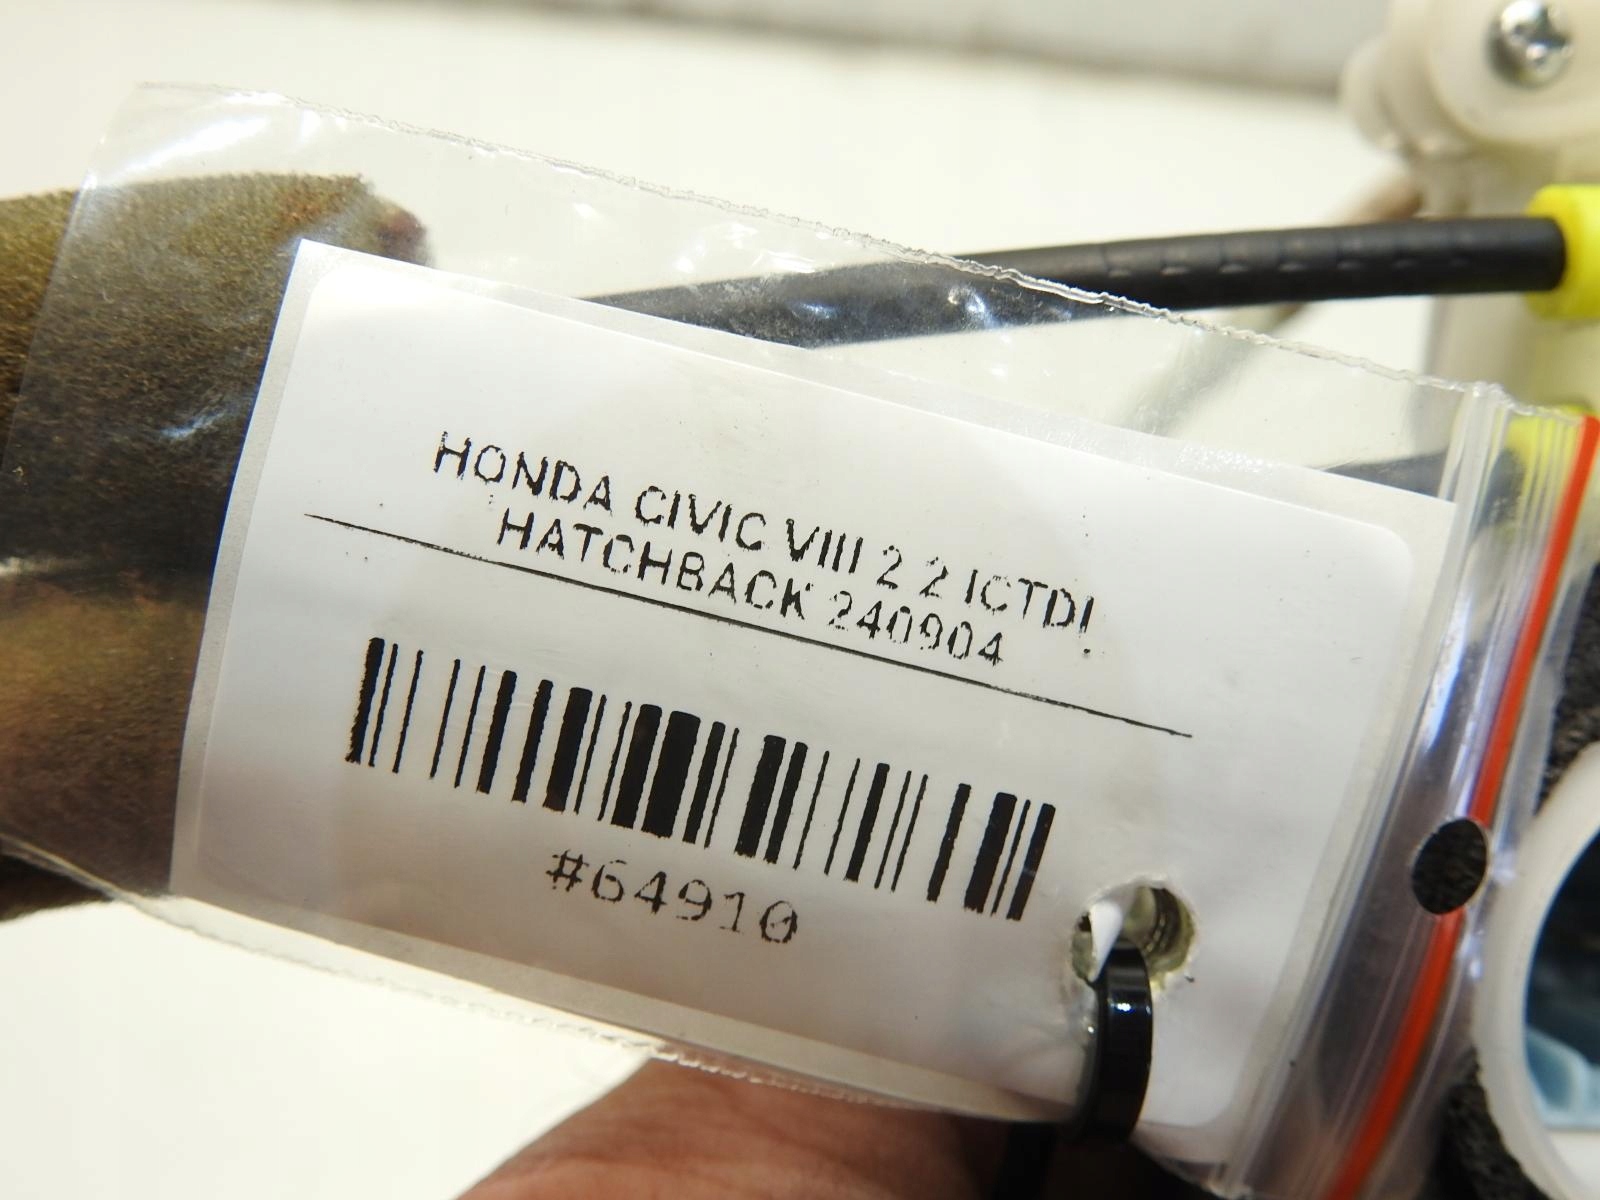 HONDA CIVIC VIII 2 2 ICTDI
HATCHBACK 240904
#64910